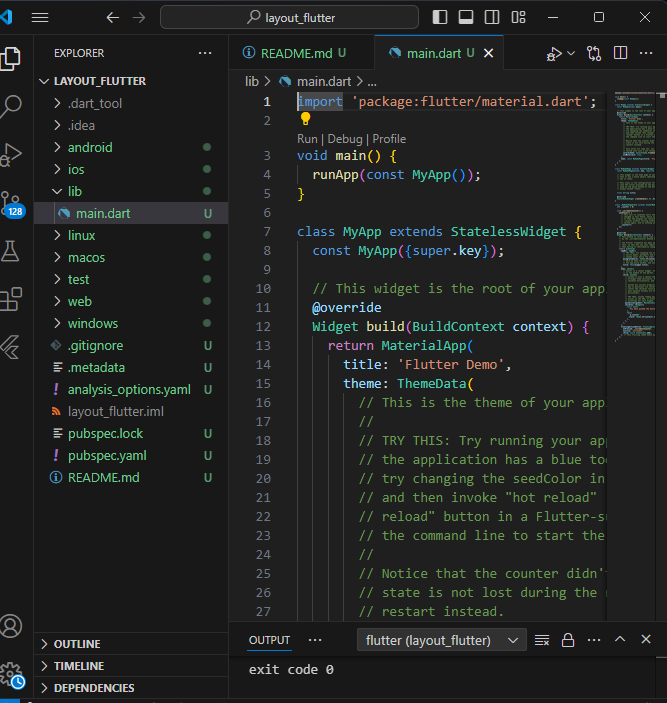 layout_flutter
EXPLORER
README.md U
main.dart U
LAYOUT_FLUTTER
lib > main.dart > ...
.dart_tool
.idea
android
ios
lib
main.dart U
linux
macos
test
web
windows
.gitignore U
.metadata U
analysis_options.yaml U
layout_flutter.iml
pubspec.lock U
pubspec.yaml U
README.md U
128
1 import 'package:flutter/material.dart';
2
Run | Debug | Profile
3 void main() {
4 runApp(const MyApp());
5 }
6
7 class MyApp extends StatelessWidget {
8 const MyApp({super.key});
9
10 // This widget is the root of your app
11 @override
12 Widget build(BuildContext context) {
13 return MaterialApp(
14 title: 'Flutter Demo',
15 theme: ThemeData(
16 // This is the theme of your app
17 //
18 // TRY THIS: Try running your app
19 // the application has a blue too
20 // try changing the seedColor in
21 // and then invoke "hot reload"
22 // reload" button in a Flutter-su
23 // the command line to start the
24 //
25 // Notice that the counter didn't
26 // state is not lost during the
27 // restart instead.
OUTLINE
TIMELINE
DEPENDENCIES
OUTPUT
flutter (layout_flutter)
exit code 0